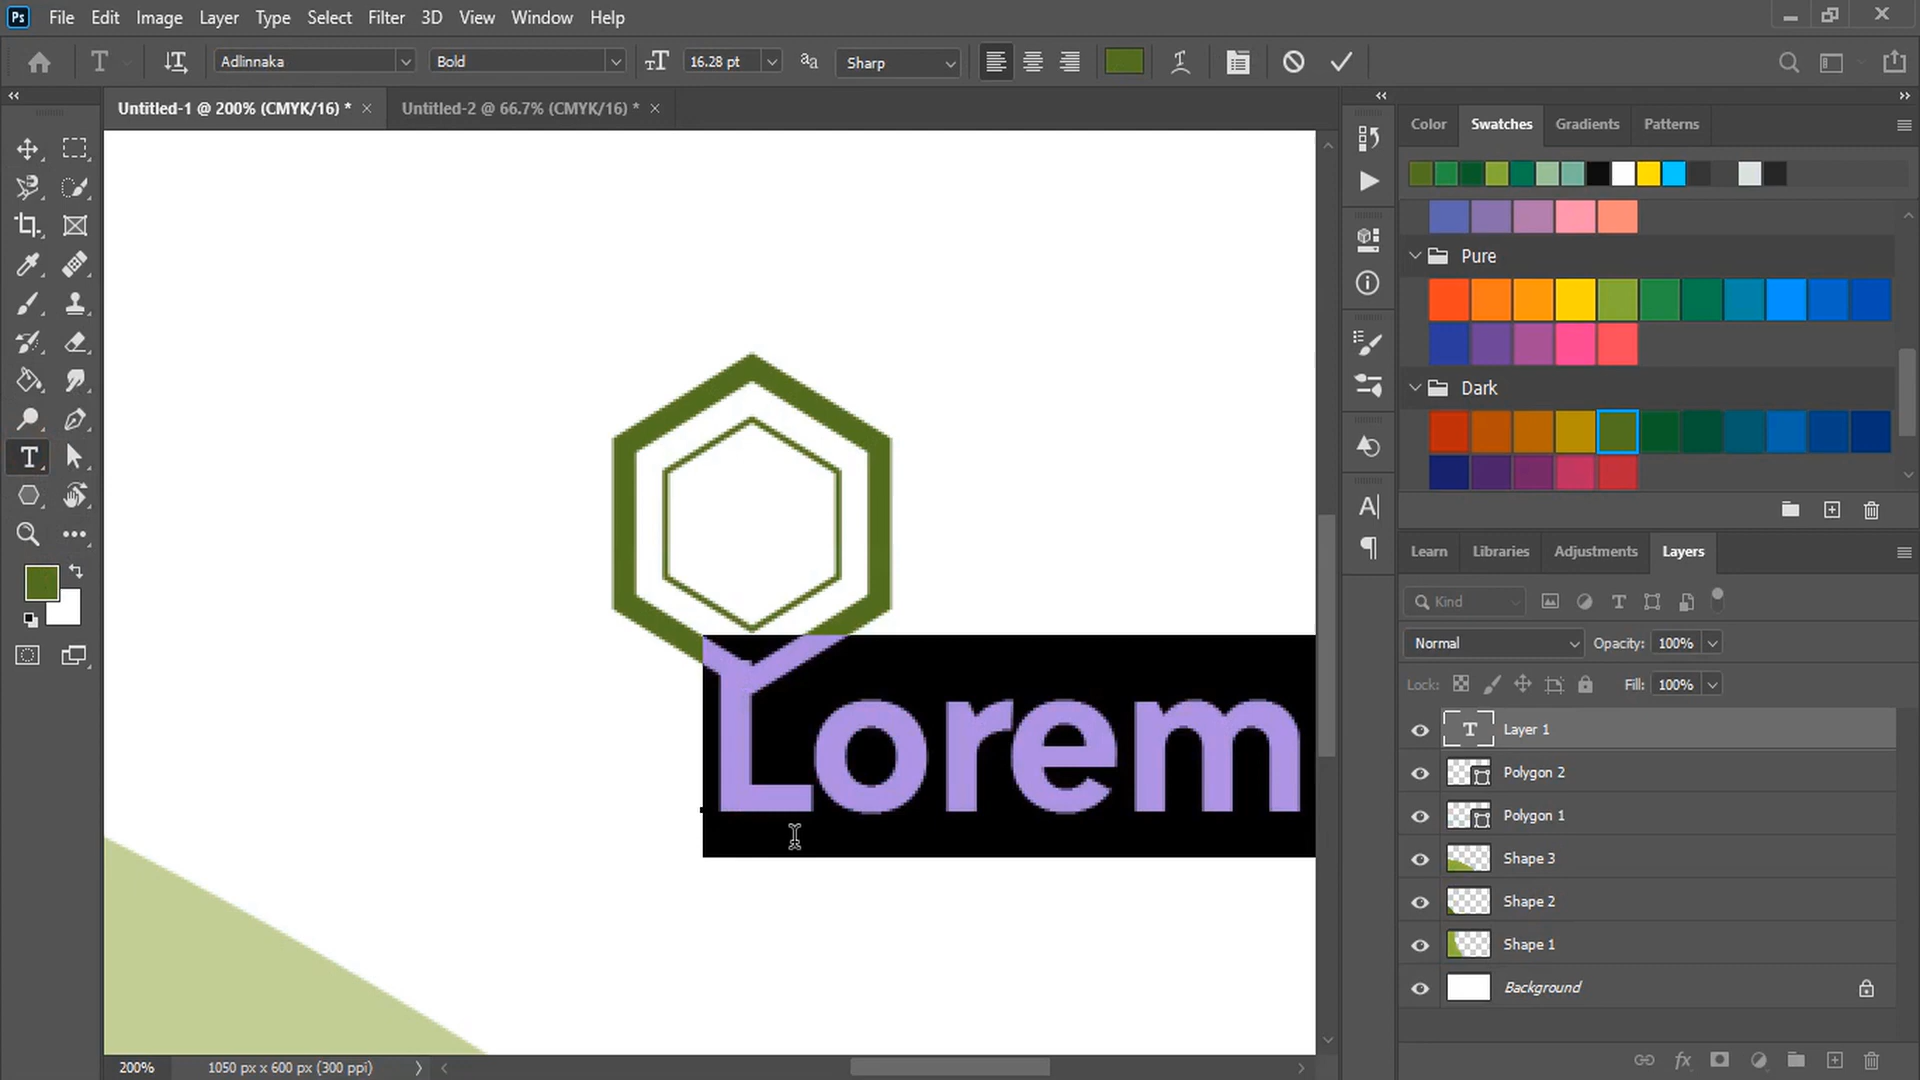 Ps File Edit Image Layer Type Select Filter 3D View Window Help
T T Adlinnaka Bold TT 16.28 pt aa Sharp
Untitled-1 @ 200% (CMYK/16) * Untitled-2 @ 66.7% (CMYK/16) *
Color Swatches Gradients Patterns
Pure
Dark
T
A
Learn Libraries Adjustments Layers
Kind T
Normal Opacity: 100%
Lock: Fill: 100%
T Layer 1
Polygon 2
Polygon 1
Shape 3
Shape 2
Shape 1
Background
Lorem
200% 1050 px x 600 px (300 ppi)
fx